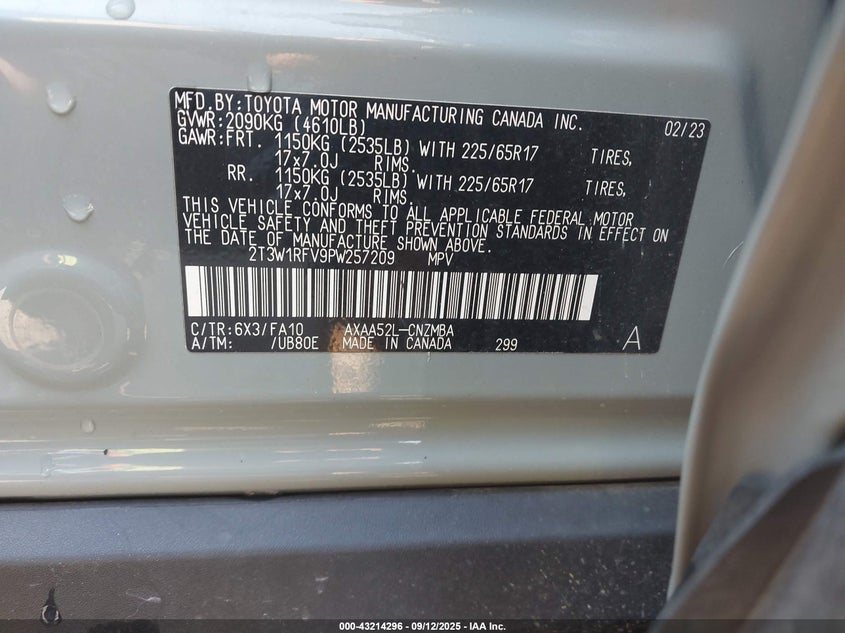 MFD.BY:TOYOTA MOTOR MANUFACTURING CANADA INC. 02/23
GVWR:2090KG (4610LB)
GAWR:FRT. 1150KG (2535LB) WITH 225/65R17 TIRES,
17x7.0J RIMS.
RR. 1150KG (2535LB) WITH 225/65R17 TIRES,
17x7.0J RIMS.
THIS VEHICLE CONFORMS TO ALL APPLICABLE FEDERAL MOTOR
VEHICLE SAFETY AND THEFT PREVENTION STANDARDS IN EFFECT ON
THE DATE OF MANUFACTURE SHOWN ABOVE.
2T3W1RFV9PW257209 MPV
C/TR:6X3/FA10 AXAA52L-CNZMBA
A/TM: /UB80E MADE IN CANADA 299 A
000-43214296 - 09/12/2025 - IAA Inc.